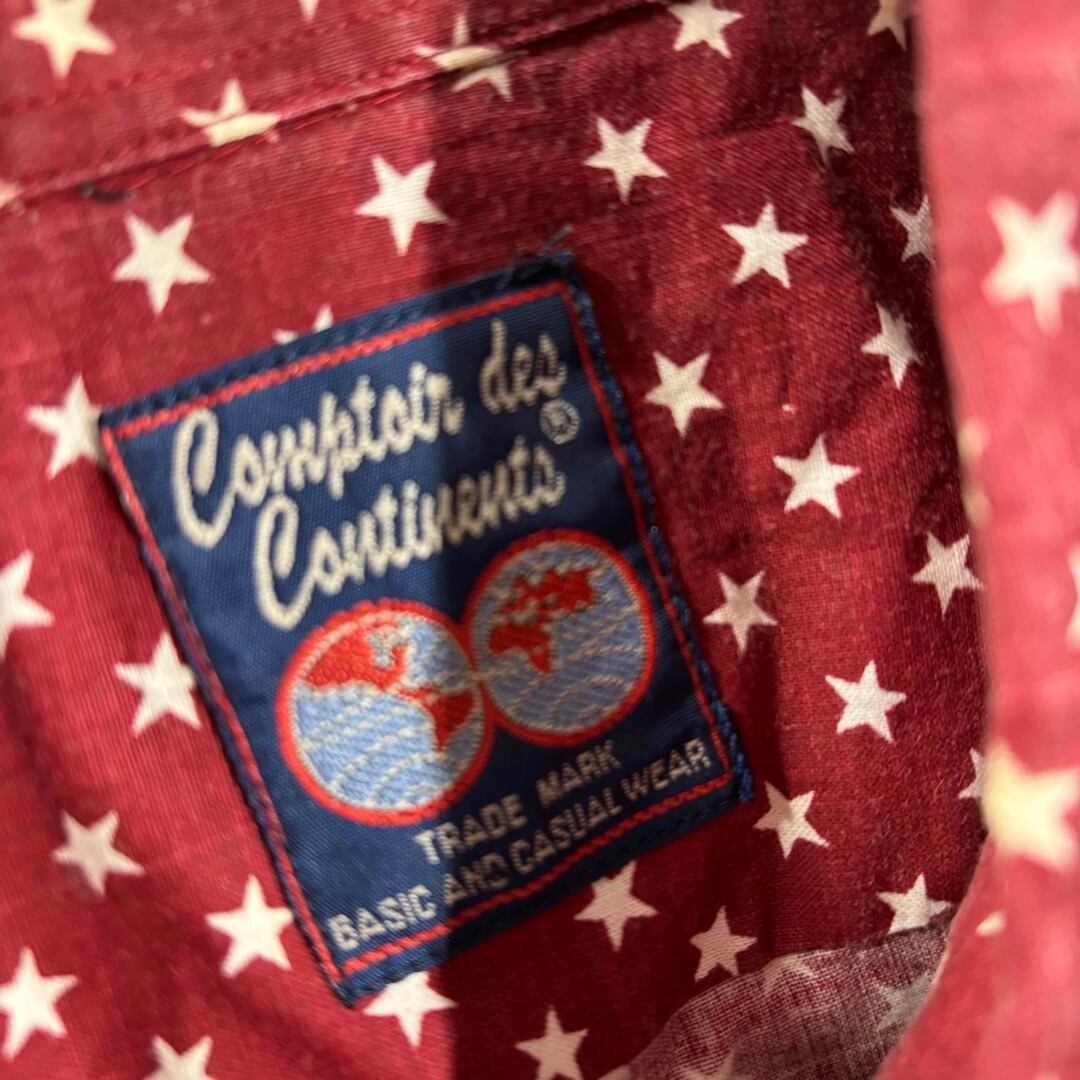 Comptoir des
Continents ®
TRADE MARK
BASIC AND CASUAL WEAR